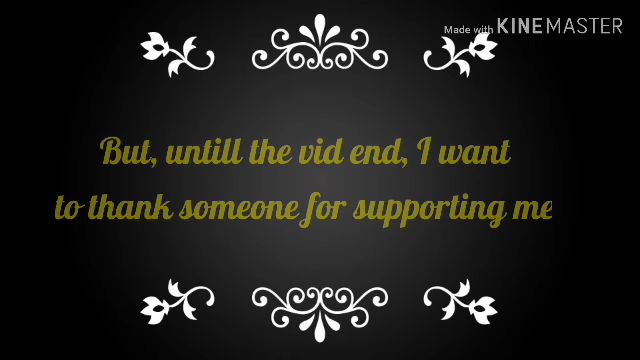 Made with KINEMASTER
But, untill the vid end, I want
to thank someone for supporting me